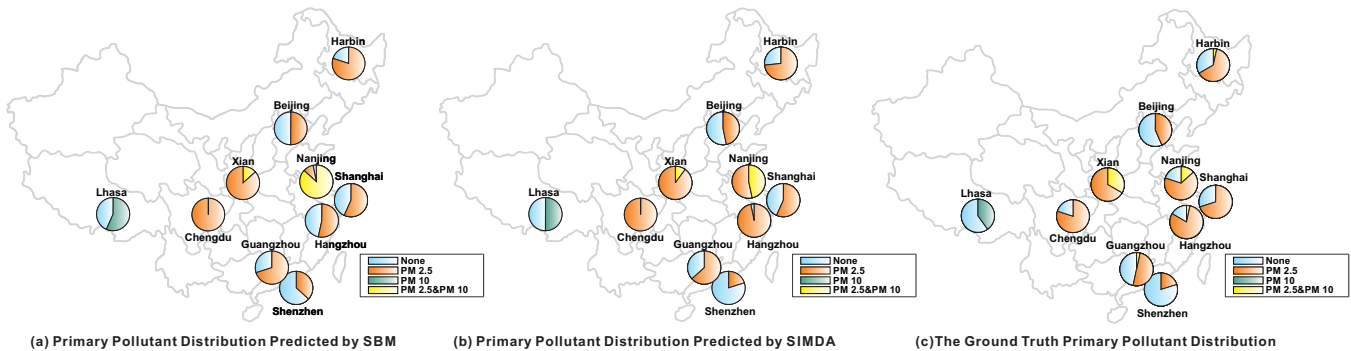 Harbin
Beijing
Xian
Nanjing
Shanghai
Lhasa
Chengdu
Hangzhou
Guangzhou
Shenzhen
None
PM 2.5
PM 10
PM 2.5&PM 10
(a) Primary Pollutant Distribution Predicted by SBM
Harbin
Beijing
Xian
Nanjing
Shanghai
Lhasa
Chengdu
Hangzhou
Guangzhou
Shenzhen
None
PM 2.5
PM 10
PM 2.5&PM 10
(b) Primary Pollutant Distribution Predicted by SIMDA
Harbin
Beijing
Xian
Nanjing
Shanghai
Lhasa
Chengdu
Hangzhou
Guangzhou
Shenzhen
None
PM 2.5
PM 10
PM 2.5&PM 10
(c)The Ground Truth Primary Pollutant Distribution